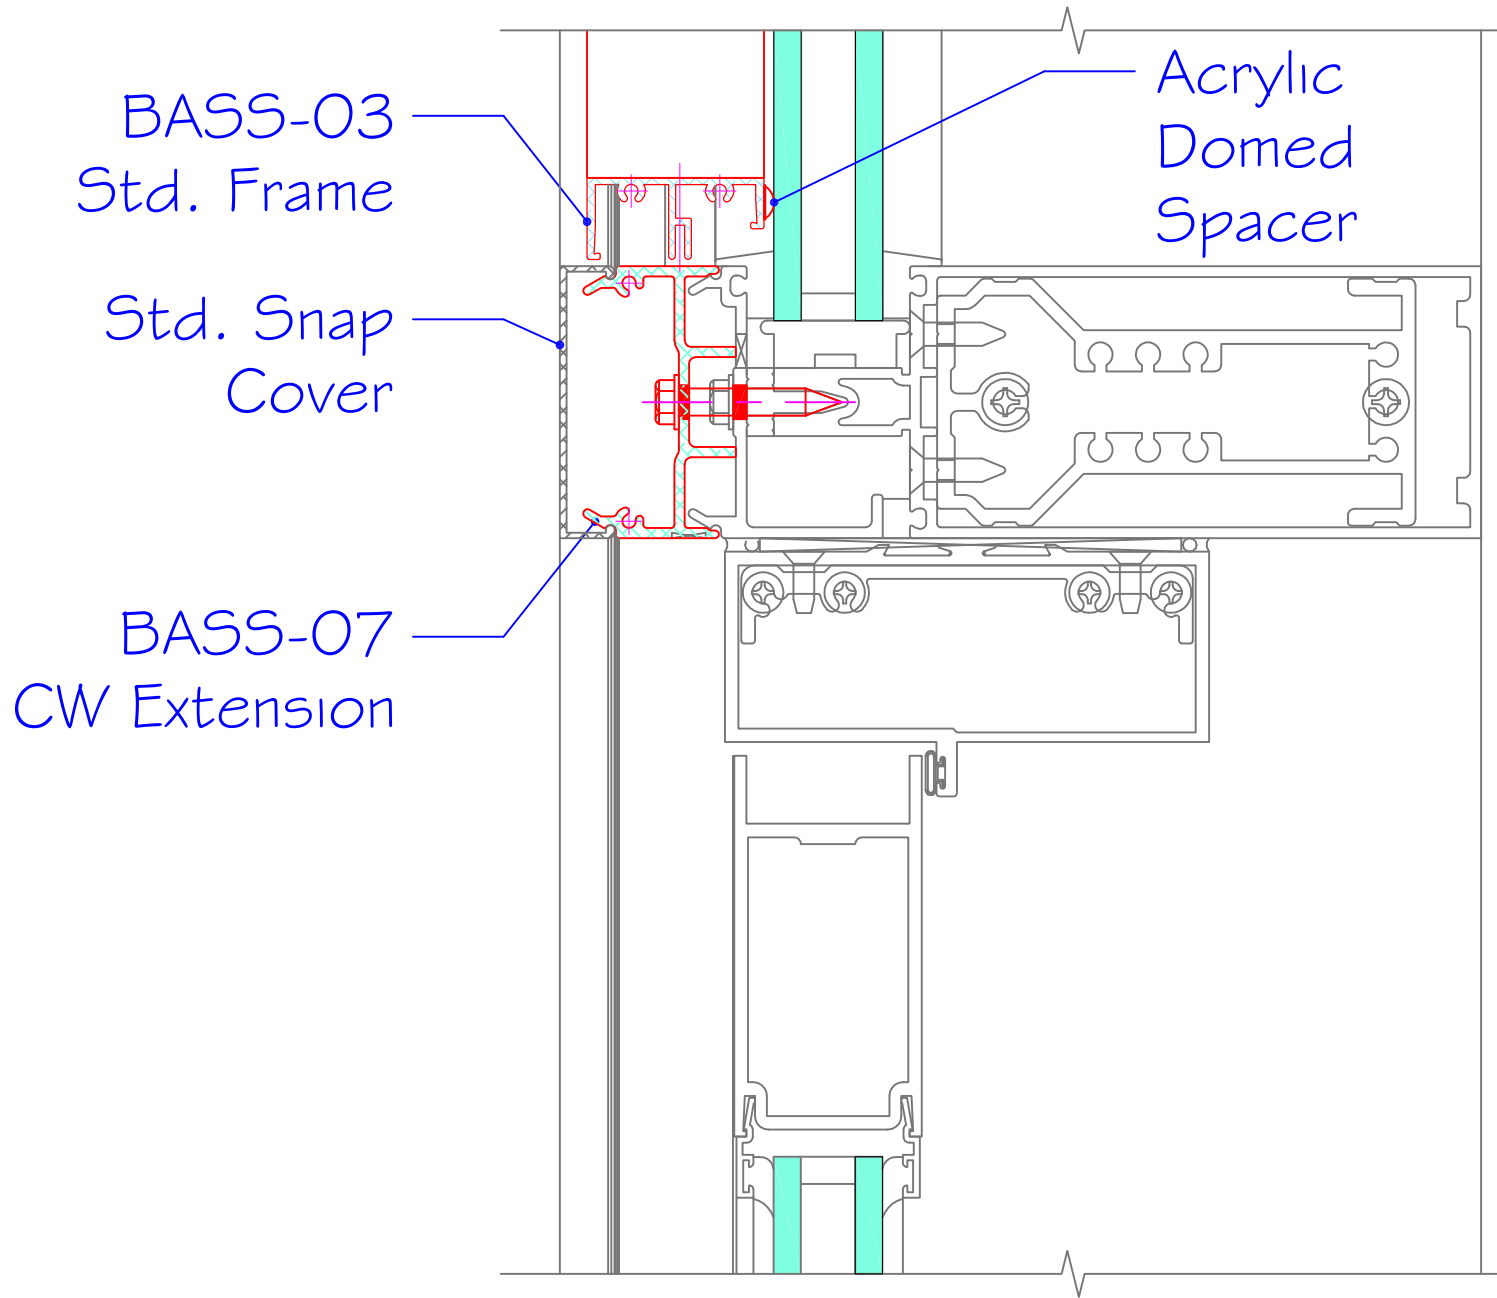 BASS-03
Std. Frame
Acrylic
Domed
Spacer
Std. Snap
Cover
BASS-07
CW Extension